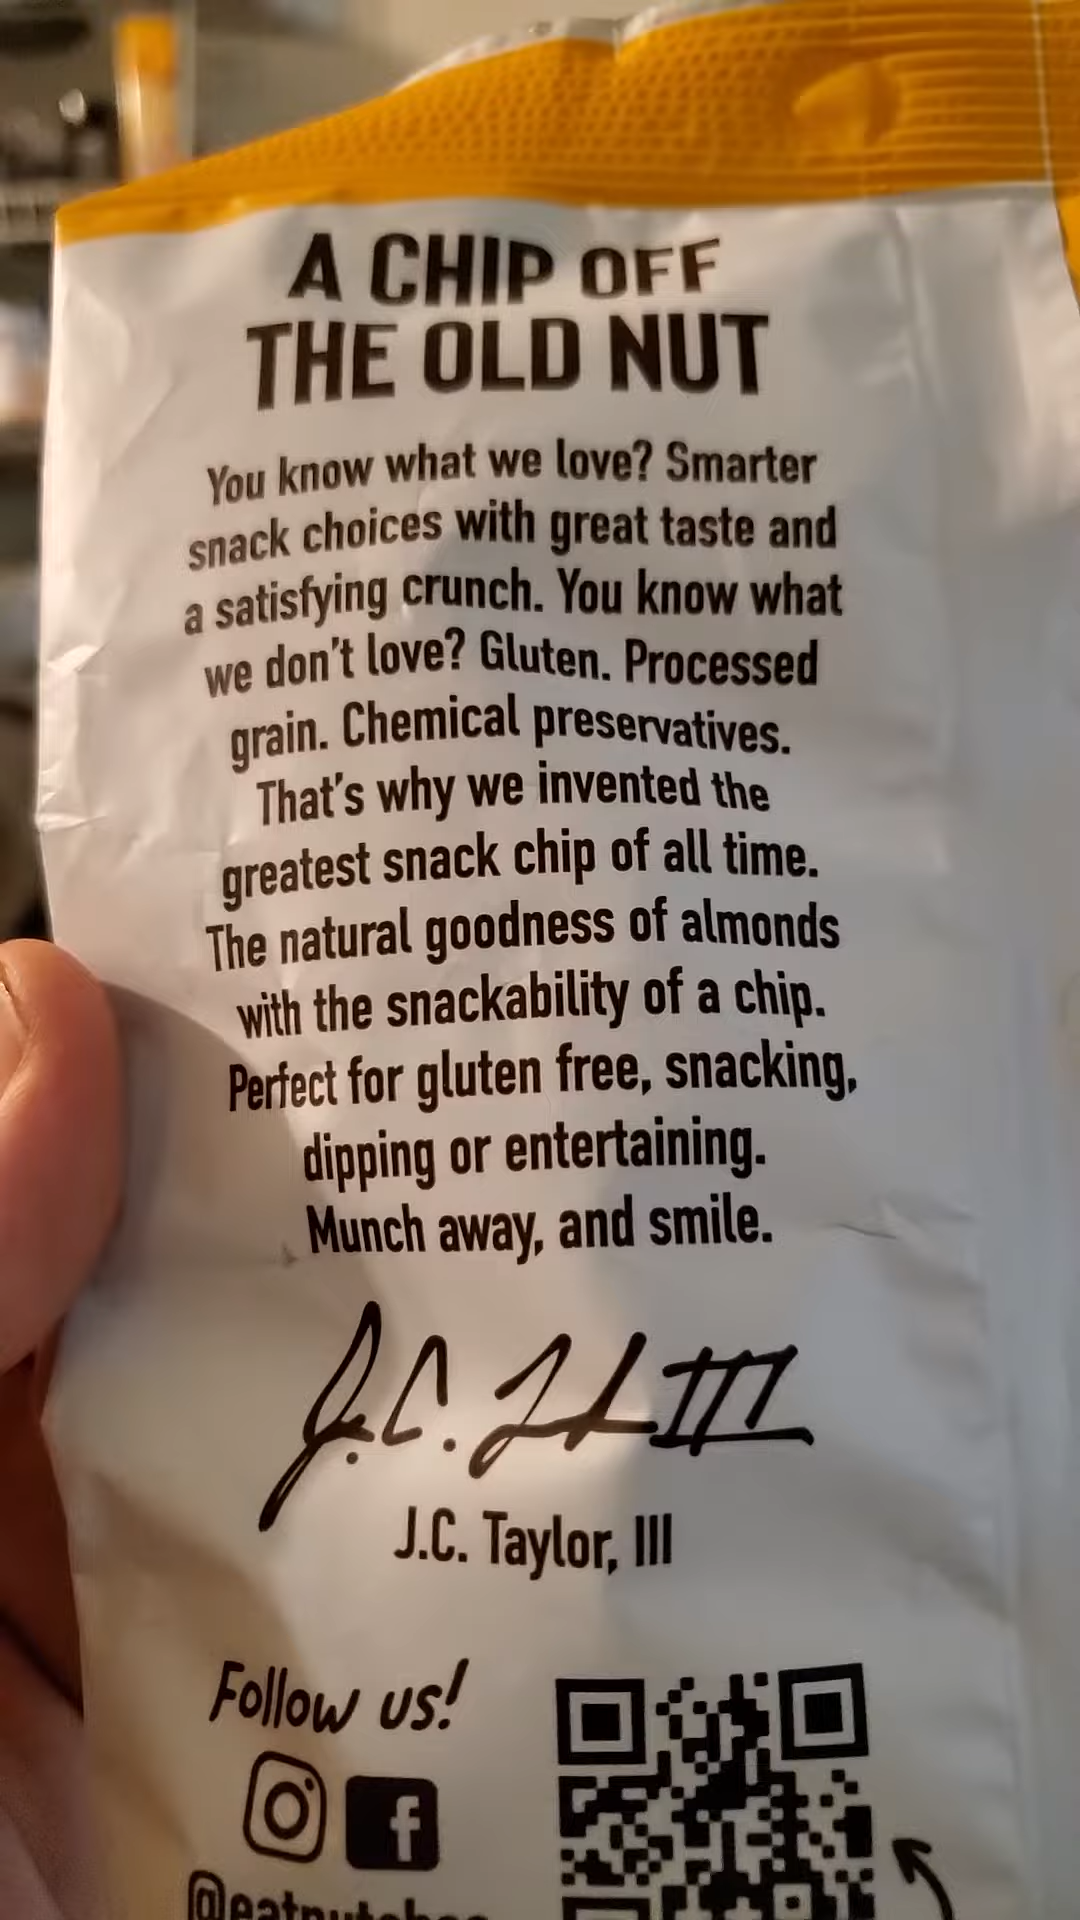 A CHIP OFF
THE OLD NUT
You know what we love? Smarter
snack choices with great taste and
a satisfying crunch. You know what
we don't love? Gluten. Processed
grain. Chemical preservatives.
That's why we invented the
greatest snack chip of all time.
The natural goodness of almonds
with the snackability of a chip.
Perfect for gluten free, snacking,
dipping or entertaining.
Munch away, and smile.
J.C. Taylor, III
Follow us!